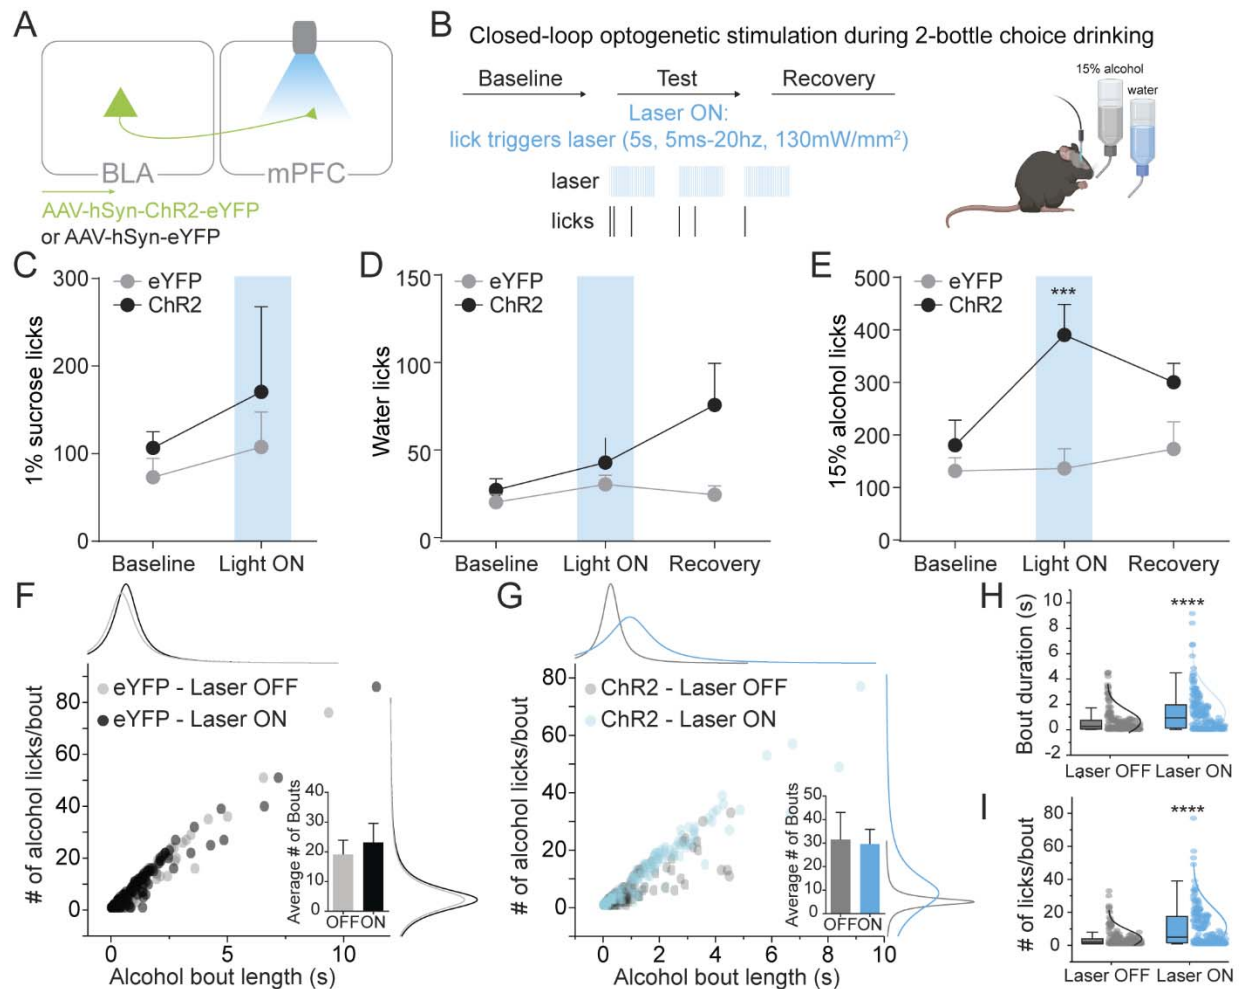 A
BLA
mPFC
AAV-hSyn-ChR2-eYFP
or AAV-hSyn-eYFP
B
Closed-loop optogenetic stimulation during 2-bottle choice drinking
Baseline
Test
Recovery
Laser ON:
lick triggers laser (5s, 5ms-20hz, 130mW/mm²)
laser
licks
15% alcohol
water
C
eYFP
ChR2
1% sucrose licks
300
200
100
0
Baseline
Light ON
D
eYFP
ChR2
Water licks
150
100
50
0
Baseline
Light ON
Recovery
E
eYFP
ChR2
15% alcohol licks
500
400
300
200
100
0
***
Baseline
Light ON
Recovery
F
eYFP - Laser OFF
eYFP - Laser ON
# of alcohol licks/bout
80
60
40
20
0
0
5
10
Alcohol bout length (s)
Average # of Bouts
40
30
20
10
0
OFF
ON
G
ChR2 - Laser OFF
ChR2 - Laser ON
# of alcohol licks/bout
80
60
40
20
0
0
2
4
6
8
10
Alcohol bout length (s)
Average # of Bouts
50
40
30
20
10
0
OFF
ON
H
Bout duration (s)
10
8
6
4
2
0
-2
****
Laser OFF
Laser ON
I
# of licks/bout
80
60
40
20
0
****
Laser OFF
Laser ON